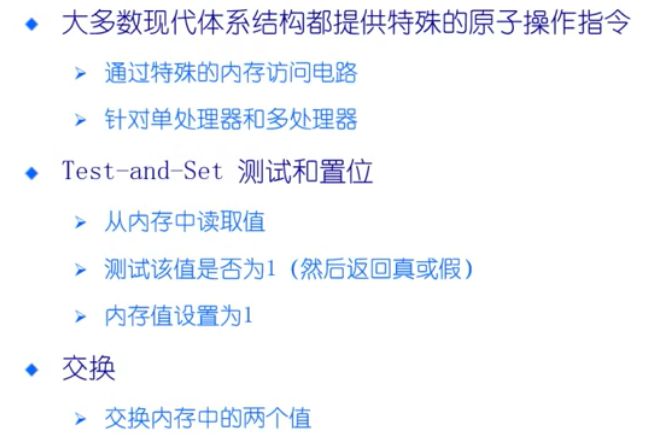 大多数现代体系结构都提供特殊的原子操作指令
通过特殊的内存访问电路
针对单处理器和多处理器
Test-and-Set 测试和置位
从内存中读取值
测试该值是否为1（然后返回真或假）
内存值设置为1
交换
交换内存中的两个值